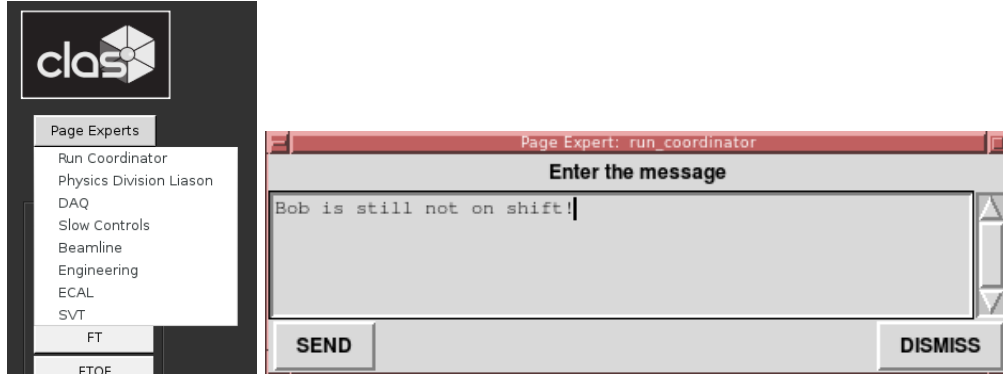 clas
Page Experts
Run Coordinator
Physics Division Liason
DAQ
Slow Controls
Beamline
Engineering
ECAL
SVT
FT
FTOF
Page Expert: run_coordinator
Enter the message
Bob is still not on shift!
SEND
DISMISS